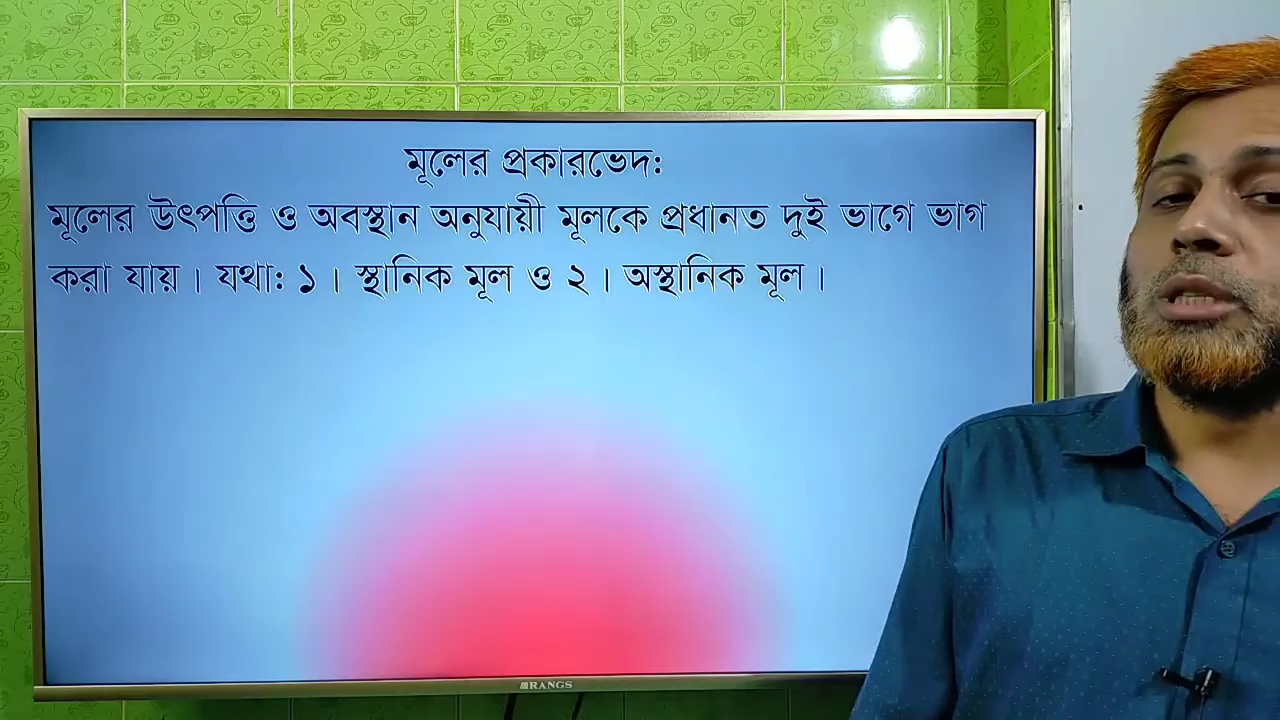 মূলের প্রকারভেদ:
মূলের উৎপত্তি ও অবস্থান অনুযায়ী মূলকে প্রধানত দুই ভাগে ভাগ
করা যায়। যথা: ১। স্থানিক মূল ও ২। অস্থানিক মূল।
RANGS